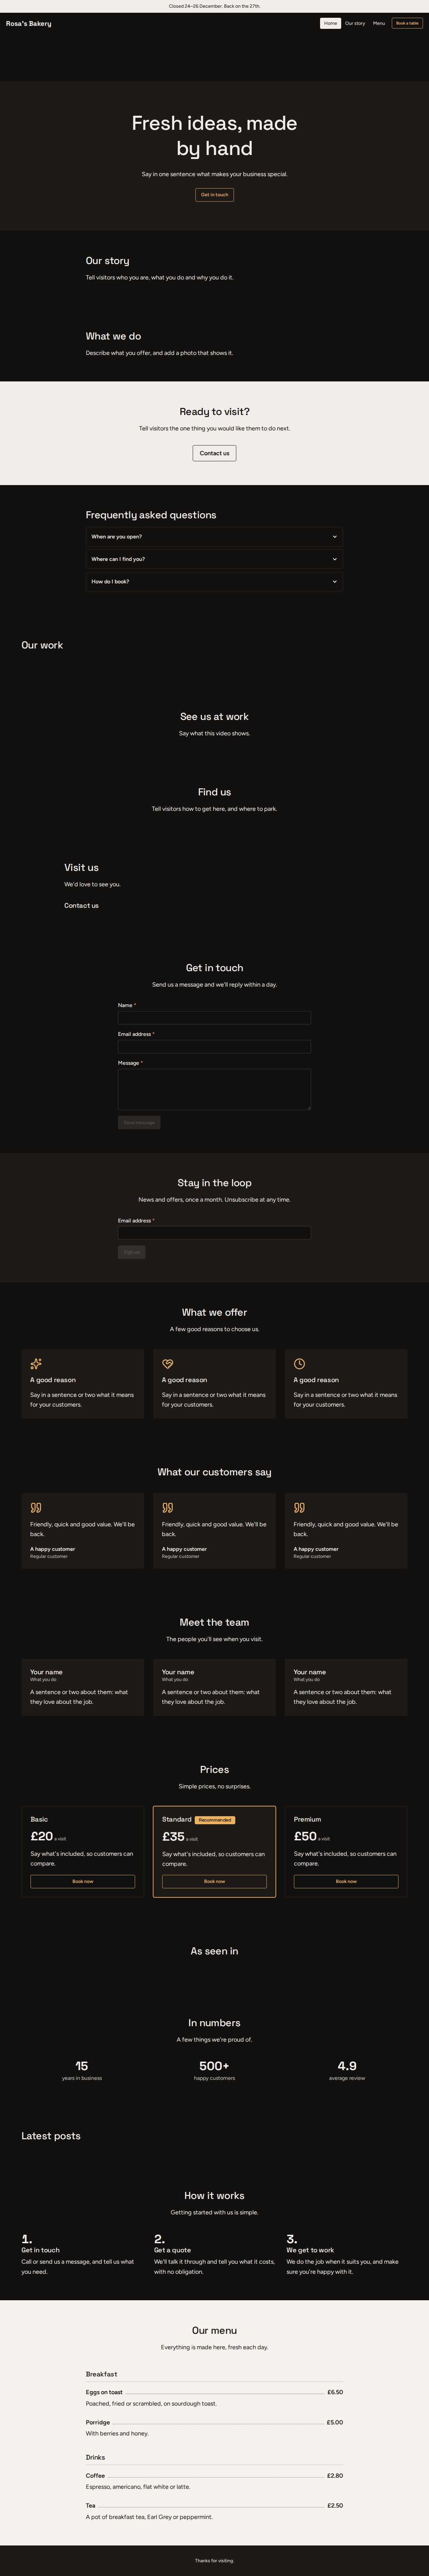 Closed 24–26 December. Back on the 27th.
Rosa's Bakery
Home
Our story
Menu
Book a table
Fresh ideas, made
by hand
Say in one sentence what makes your business special.
Get in touch
Our story
Tell visitors who you are, what you do and why you do it.
What we do
Describe what you offer, and add a photo that shows it.
Ready to visit?
Tell visitors the one thing you would like them to do next.
Contact us
Frequently asked questions
When are you open?
Where can I find you?
How do I book?
Our work
See us at work
Say what this video shows.
Find us
Tell visitors how to get here, and where to park.
Visit us
We'd love to see you.
Contact us
Get in touch
Send us a message and we'll reply within a day.
Name *
Email address *
Message *
Send message
Stay in the loop
News and offers, once a month. Unsubscribe at any time.
Email address *
Sign up
What we offer
A few good reasons to choose us.
A good reason
Say in a sentence or two what it means
for your customers.
A good reason
Say in a sentence or two what it means
for your customers.
A good reason
Say in a sentence or two what it means
for your customers.
What our customers say
Friendly, quick and good value. We'll be
back.
A happy customer
Regular customer
Friendly, quick and good value. We'll be
back.
A happy customer
Regular customer
Friendly, quick and good value. We'll be
back.
A happy customer
Regular customer
Meet the team
The people you'll see when you visit.
Your name
What you do
A sentence or two about them: what
they love about the job.
Your name
What you do
A sentence or two about them: what
they love about the job.
Your name
What you do
A sentence or two about them: what
they love about the job.
Prices
Simple prices, no surprises.
Basic
£20 a visit
Say what's included, so customers can
compare.
Book now
Standard Recommended
£35 a visit
Say what's included, so customers can
compare.
Book now
Premium
£50 a visit
Say what's included, so customers can
compare.
Book now
As seen in
In numbers
A few things we're proud of.
15
years in business
500+
happy customers
4.9
average review
Latest posts
How it works
Getting started with us is simple.
1.
Get in touch
Call or send us a message, and tell us what
you need.
2.
Get a quote
We'll talk it through and tell you what it costs,
with no obligation.
3.
We get to work
We do the job when it suits you, and make
sure you're happy with it.
Our menu
Everything is made here, fresh each day.
Breakfast
Eggs on toast £6.50
Poached, fried or scrambled, on sourdough toast.
Porridge £5.00
With berries and honey.
Drinks
Coffee £2.80
Espresso, americano, flat white or latte.
Tea £2.50
A pot of breakfast tea, Earl Grey or peppermint.
Thanks for visiting.